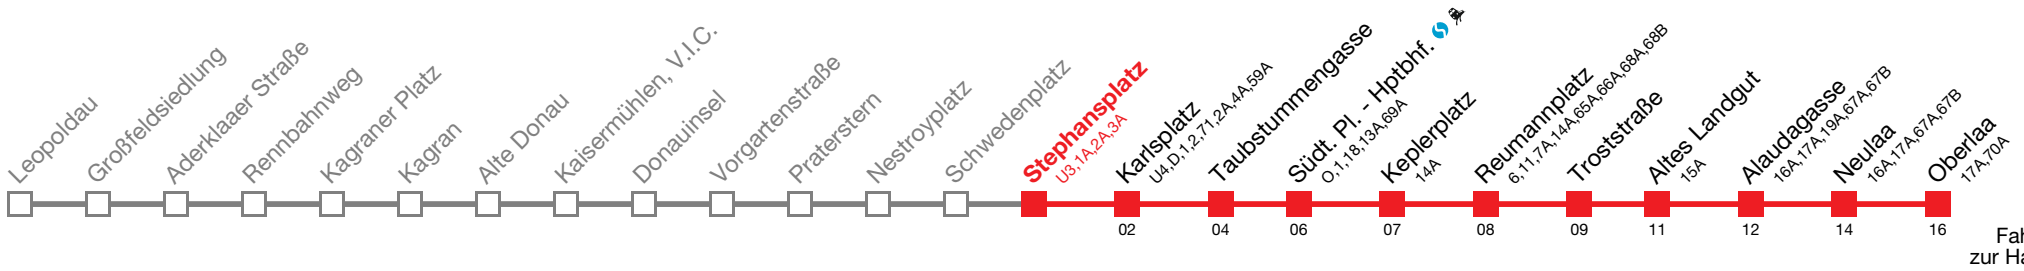 Leopoldau
Großfeldsiedlung
Aderklaaer Straße
Rennbahnweg
Kagraner Platz
Kagran
Alte Donau
Kaisermühlen, V.I.C.
Donauinsel
Vorgartenstraße
Praterstern
Nestroyplatz
Schwedenplatz
Stephansplatz
U3,1A,2A,3A
Karlsplatz
U4,D,1,2,71,2A,4A,59A
Taubstummengasse
Südt. Pl. - Hptbhf.
O,1,18,13A,69A
Keplerplatz
14A
Reumannplatz
6,11,7A,14A,65A,66A,68A,68B
Troststraße
Altes Landgut
15A
Alaudagasse
16A,17A,19A,67A,67B
Neulaa
16A,17A,67A,67B
Oberlaa
17A,70A
02 04 06 07 08 09 11 12 14 16
Fah
zur Ha